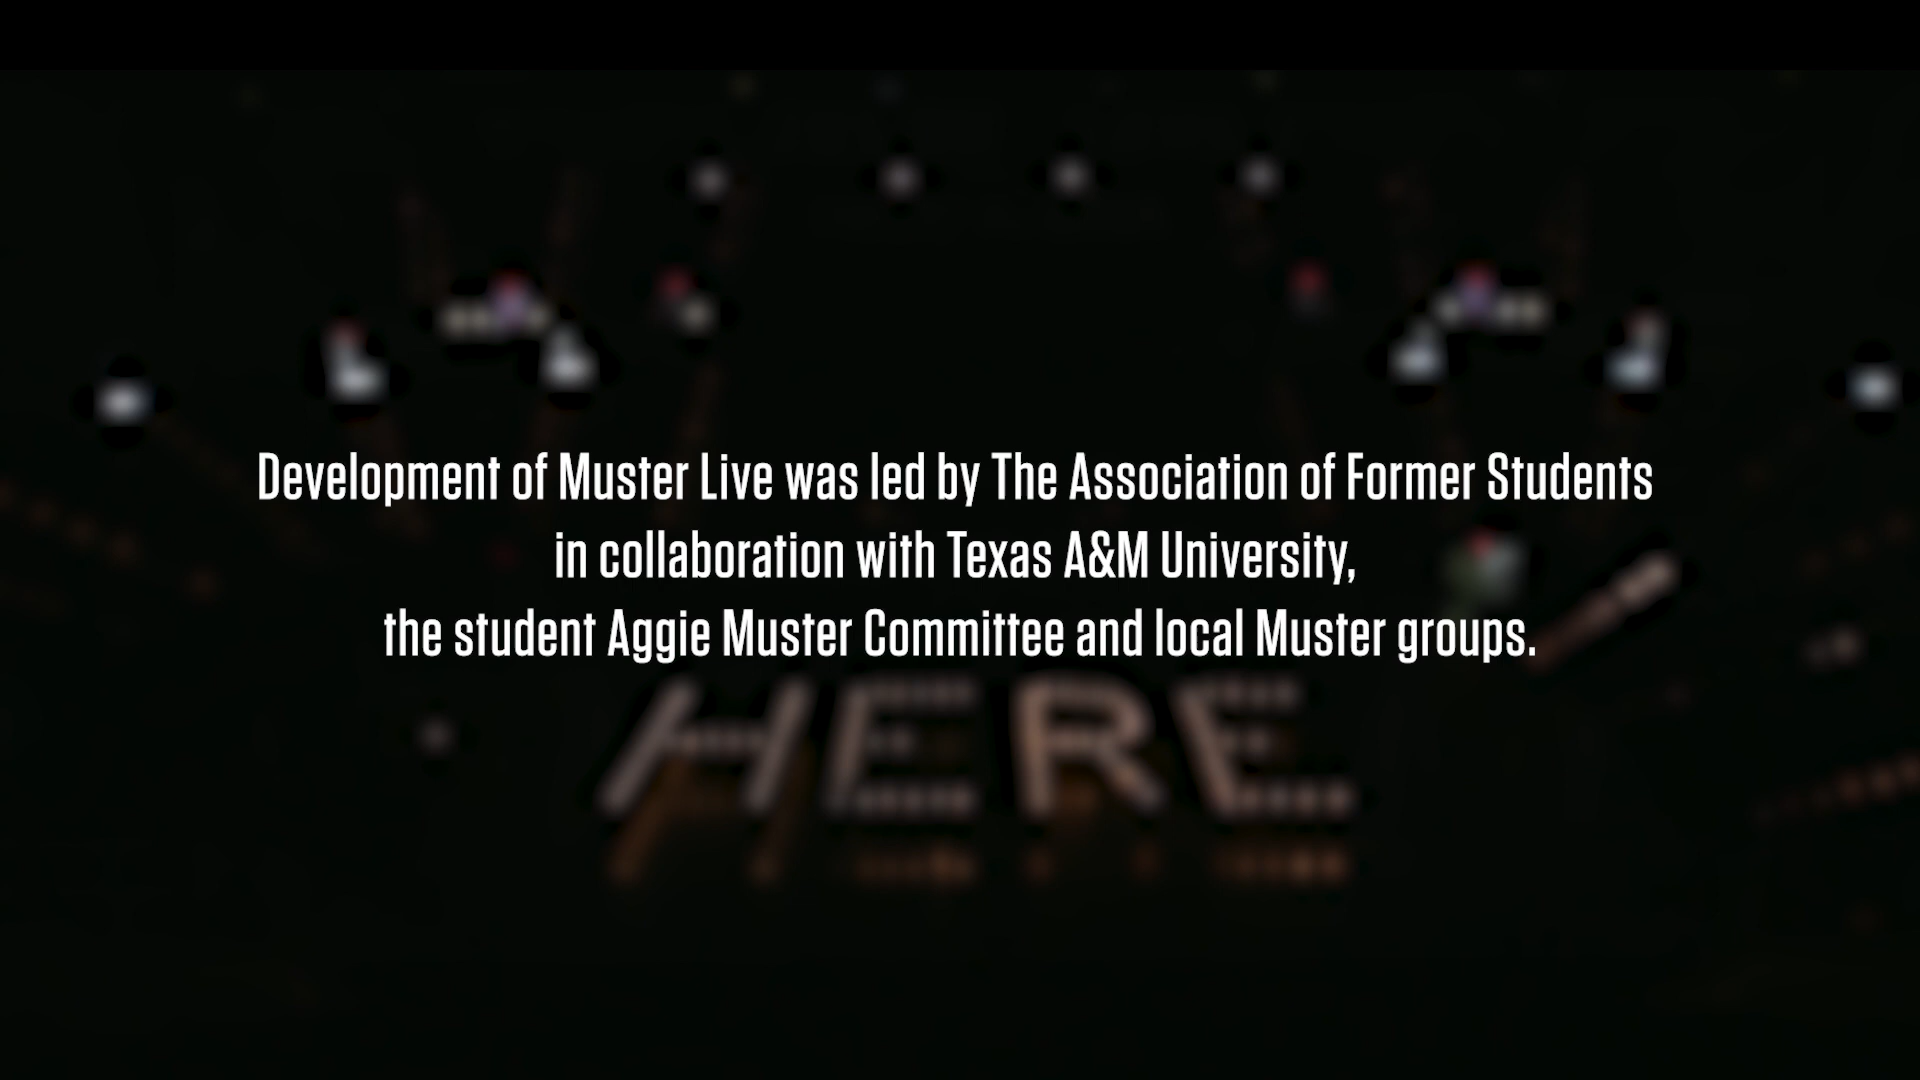 Development of Muster Live was led by The Association of Former Students
in collaboration with Texas A&M University,
the student Aggie Muster Committee and local Muster groups.
HERE